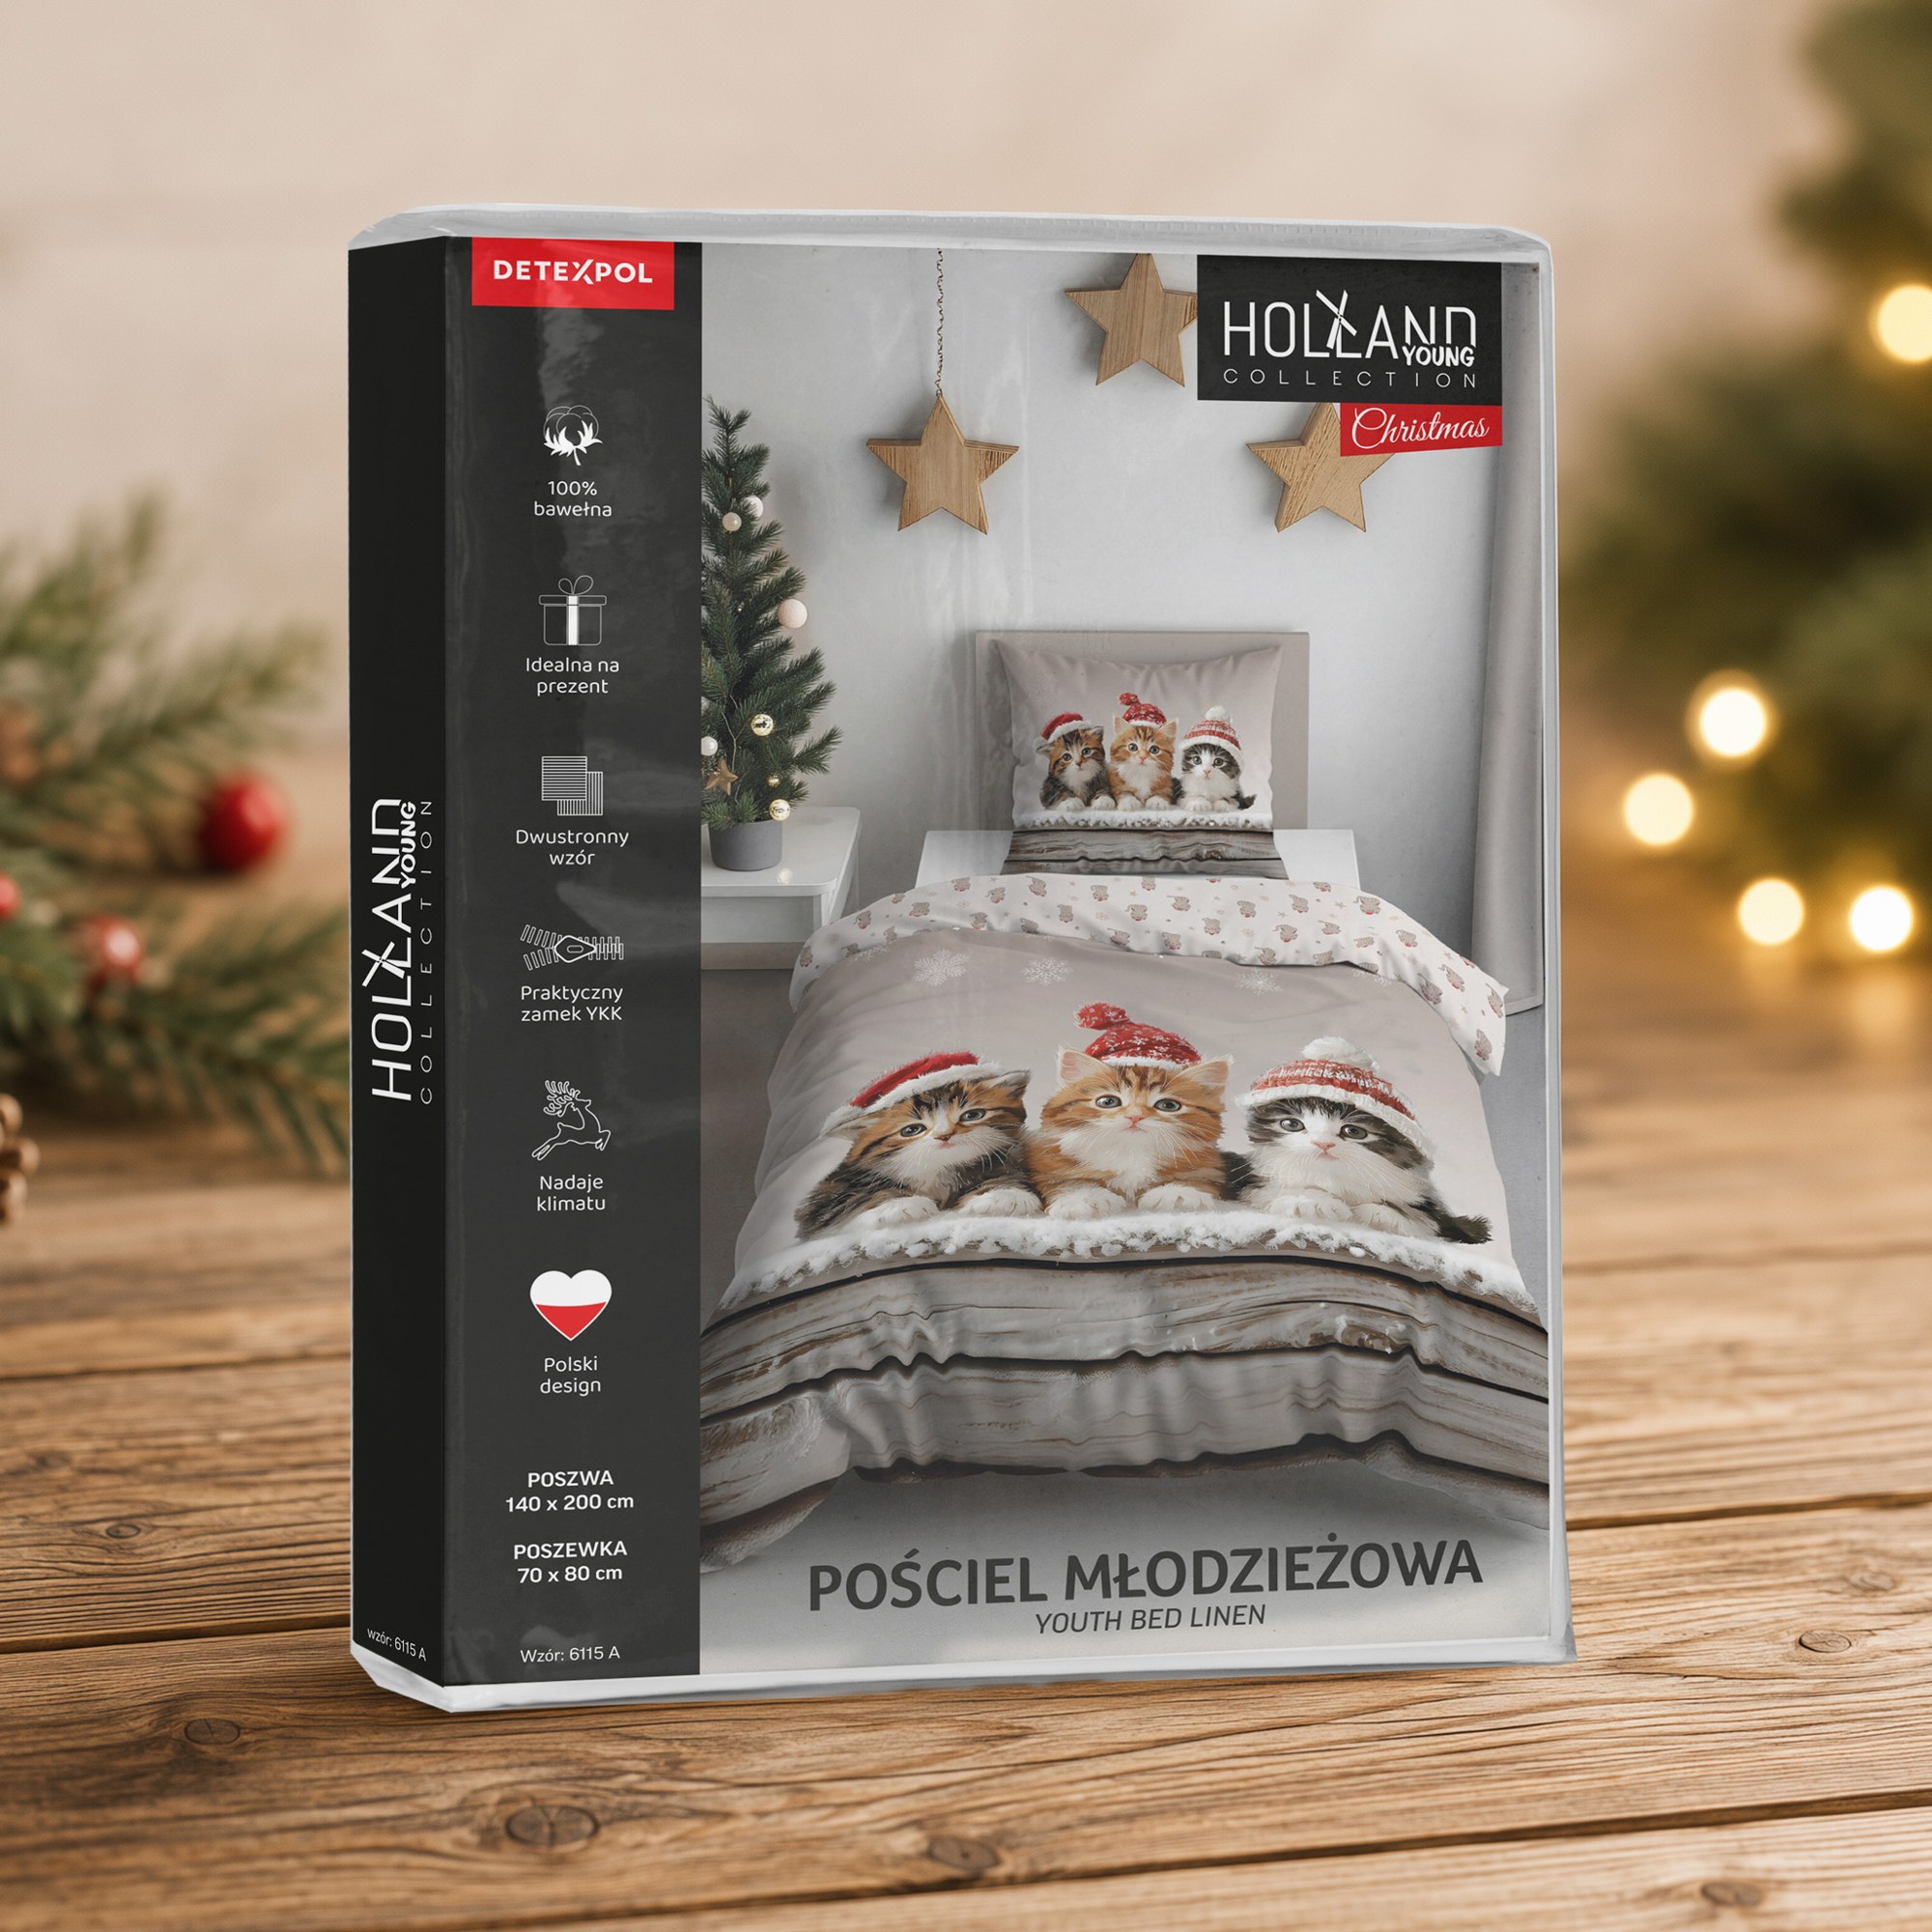 DETEXPOL
100%
bawełna
Idealna na
prezent
Dwustronny
wzór
Praktyczny
zamek YKK
Nadaje
klimatu
Polski
design
POSZWA
140 x 200 cm
POSZEWKA
70 x 80 cm
Wzór: 6115 A
HOLLAND
YOUNG
COLLECTION
Christmas
POŚCIEL MŁODZIEŻOWA
YOUTH BED LINEN
HOLLAND
YOUNG
COLLECTION
wzór: 6115 A